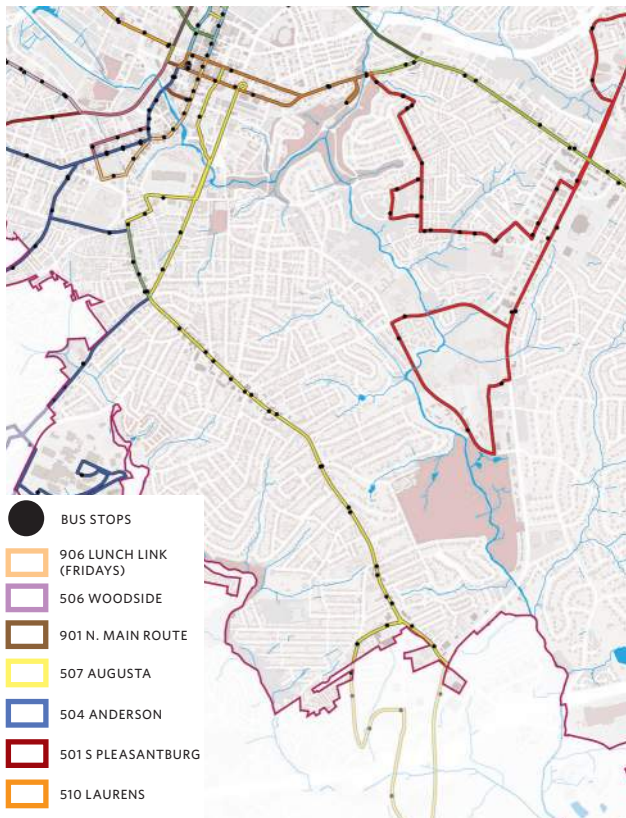 BUS STOPS
906 LUNCH LINK
(FRIDAYS)
506 WOODSIDE
901 N. MAIN ROUTE
507 AUGUSTA
504 ANDERSON
501 S PLEASANTBURG
510 LAURENS